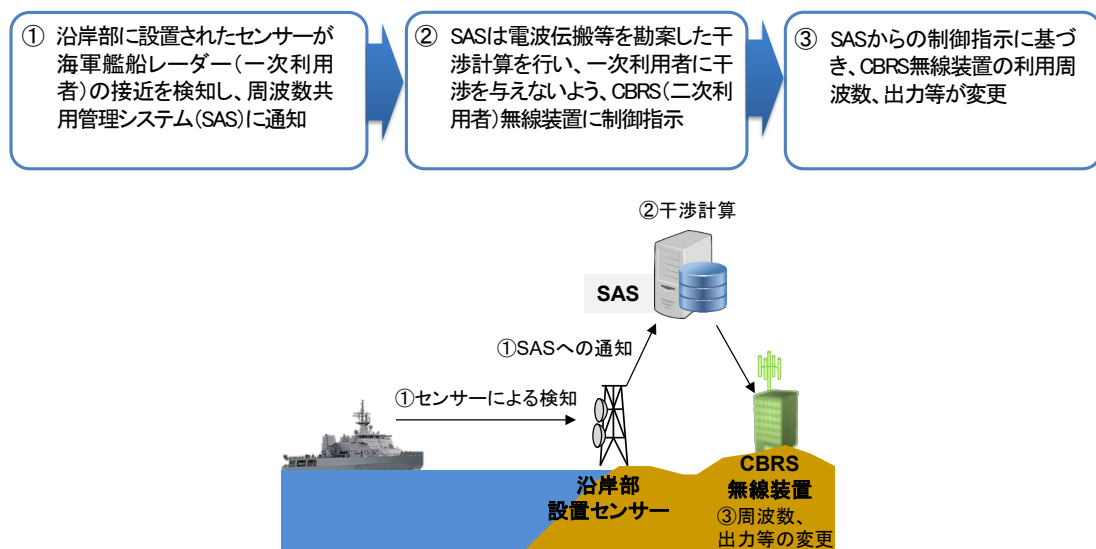 ① 沿岸部に設置されたセンサーが
海軍艦船レーダー(一次利用
者)の接近を検知し、周波数共
用管理システム(SAS)に通知
② SASは電波伝搬等を勘案した干
渉計算を行い、一次利用者に干
渉を与えないよう、CBRS(二次利
用者)無線装置に制御指示
③ SASからの制御指示に基づ
き、CBRS無線装置の利用周
波数、出力等が変更
②干渉計算
SAS
①SASへの通知
①センサーによる検知
沿岸部
設置センサー
CBRS
無線装置
③周波数、
出力等の変更